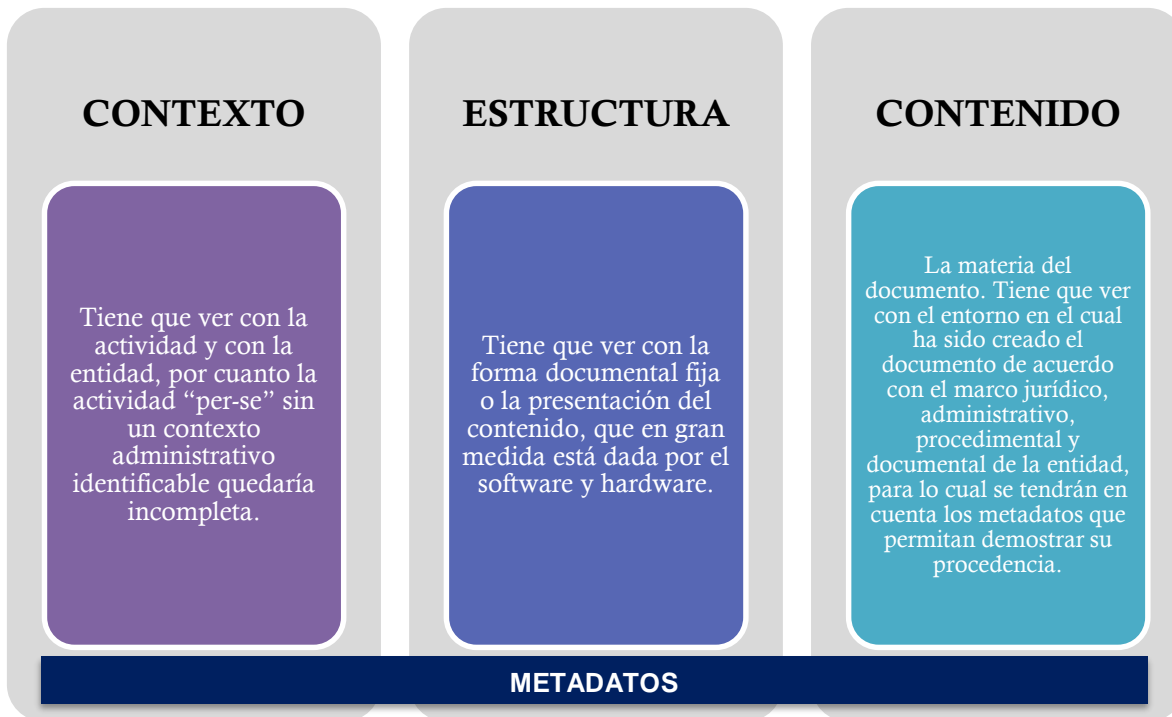 CONTEXTO
Tiene que ver con la
actividad y con la
entidad, por cuanto la
actividad “per-se” sin
un contexto
administrativo
identificable quedaría
incompleta.
ESTRUCTURA
Tiene que ver con la
forma documental fija
o la presentación del
contenido, que en gran
medida está dada por el
software y hardware.
CONTENIDO
La materia del
documento. Tiene que ver
con el entorno en el cual
ha sido creado el
documento de acuerdo
con el marco jurídico,
administrativo,
procedimental y
documental de la entidad,
para lo cual se tendrán en
cuenta los metadatos que
permitan demostrar su
procedencia.
METADATOS